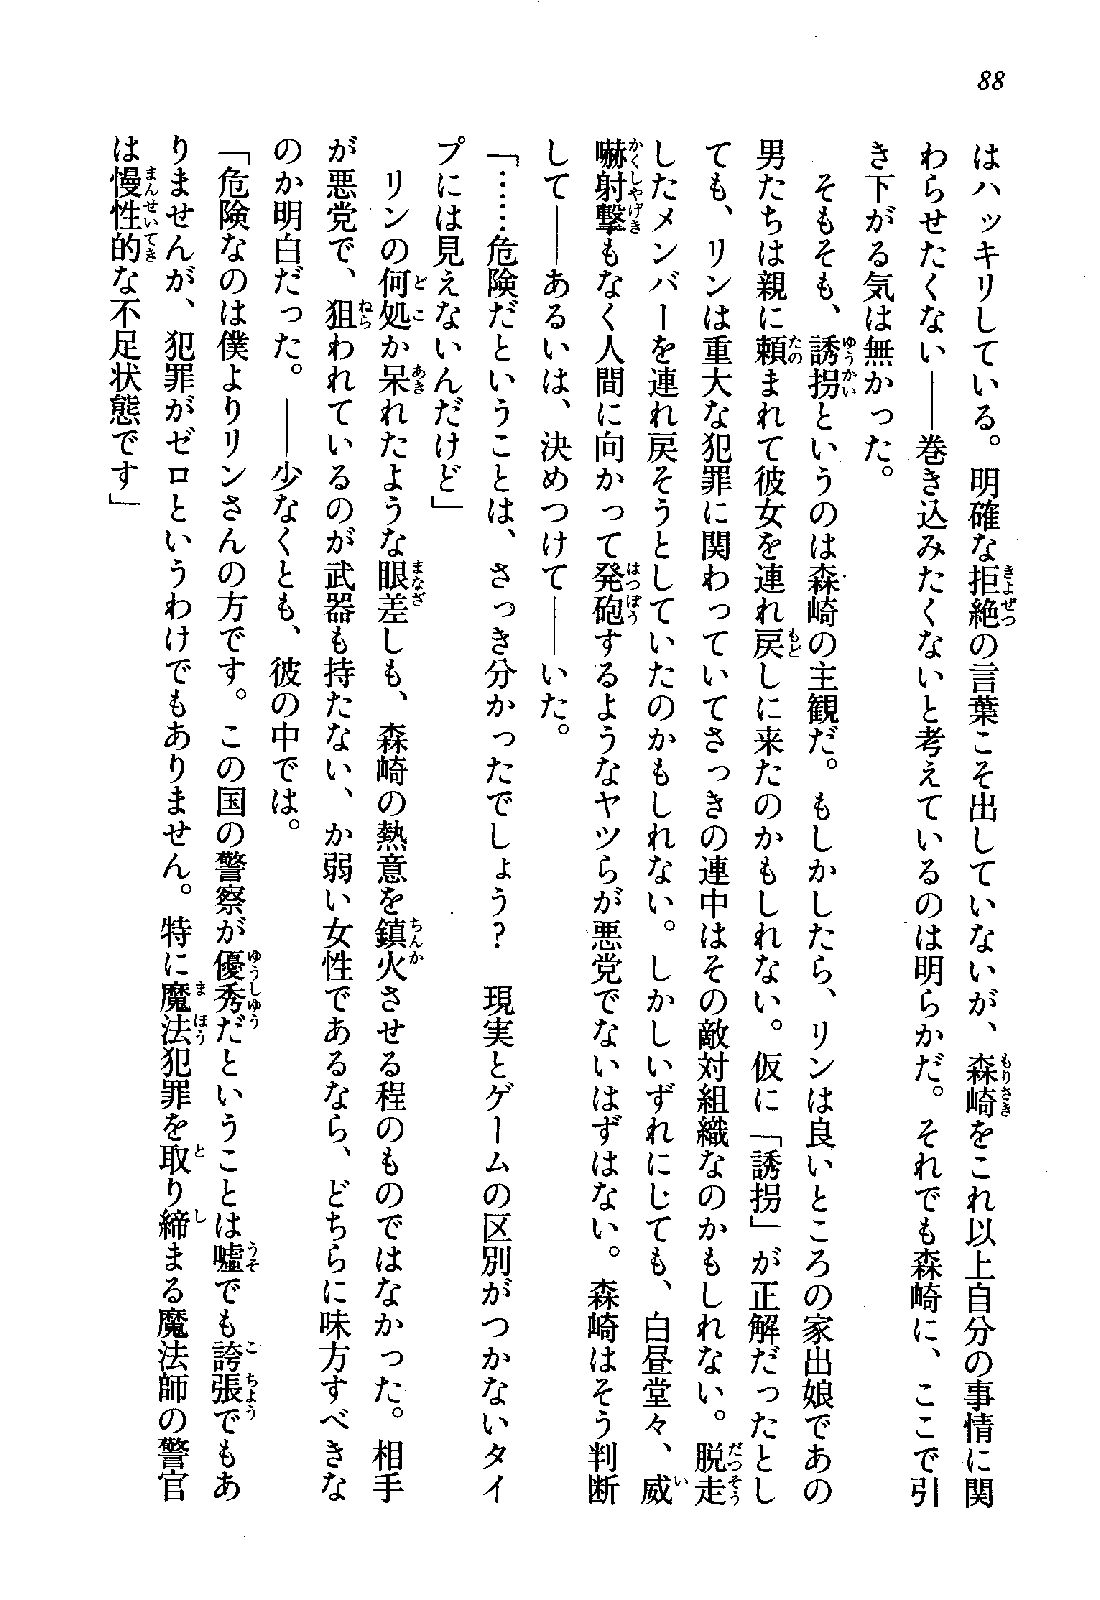 88
はハッキリしている。明確な拒絶の言葉こそ出していないが、森崎をこれ以上自分の事情に関
わらせたくない――巻き込みたくないと考えているのは明らかだ。それでも森崎に、ここで引
き下がる気は無かった。
そもそも、誘拐というのは森崎の主観だ。もしかしたら、リンは良いところの家出娘であの
男たちは親に頼まれて彼女を連れ戻しに来たのかもしれない。仮に「誘拐」が正解だったとし
ても、リンは重大な犯罪に関わっていてさっきの連中はその敵対組織なのかもしれない。脱走
したメンバーを連れ戻そうとしていたのかもしれない。しかしいずれにじても、白昼堂々、威
嚇射撃もなく人間に向かって発砲するようなヤツらが悪党でないはずはない。森崎はそう判断
して――あるいは、決めつけて――いた。
「……危険だということは、さっき分かったでしょう？　現実とゲームの区別がつかないタイ
プには見えないんだけど」
リンの何処か呆れたような眼差しも、森崎の熱意を鎮火させる程のものではなかった。相手
が悪党で、狙われているのが武器も持たない、か弱い女性であるなら、どちらに味方すべきな
のか明白だった。――少なくとも、彼の中では。
「危険なのは僕よりリンさんの方です。この国の警察が優秀だということは嘘でも誇張でもあ
りませんが、犯罪がゼロというわけでもありません。特に魔法犯罪を取り締まる魔法師の警官
は慢性的な不足状態です」